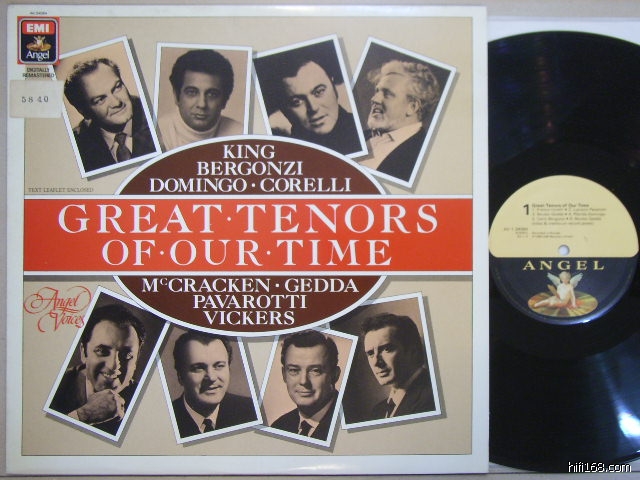 EMI
Angel
DIGITALLY
REMASTERED
5840
TEXT LEAFLET ENCLOSED
KING
BERGONZI
DOMINGO · CORELLI
GREAT · TENORS
OF · OUR · TIME
McCRACKEN · GEDDA
PAVAROTTI
VICKERS
Angel
Voices
1
Great Tenors of Our Time
ANGEL
hifi168.com